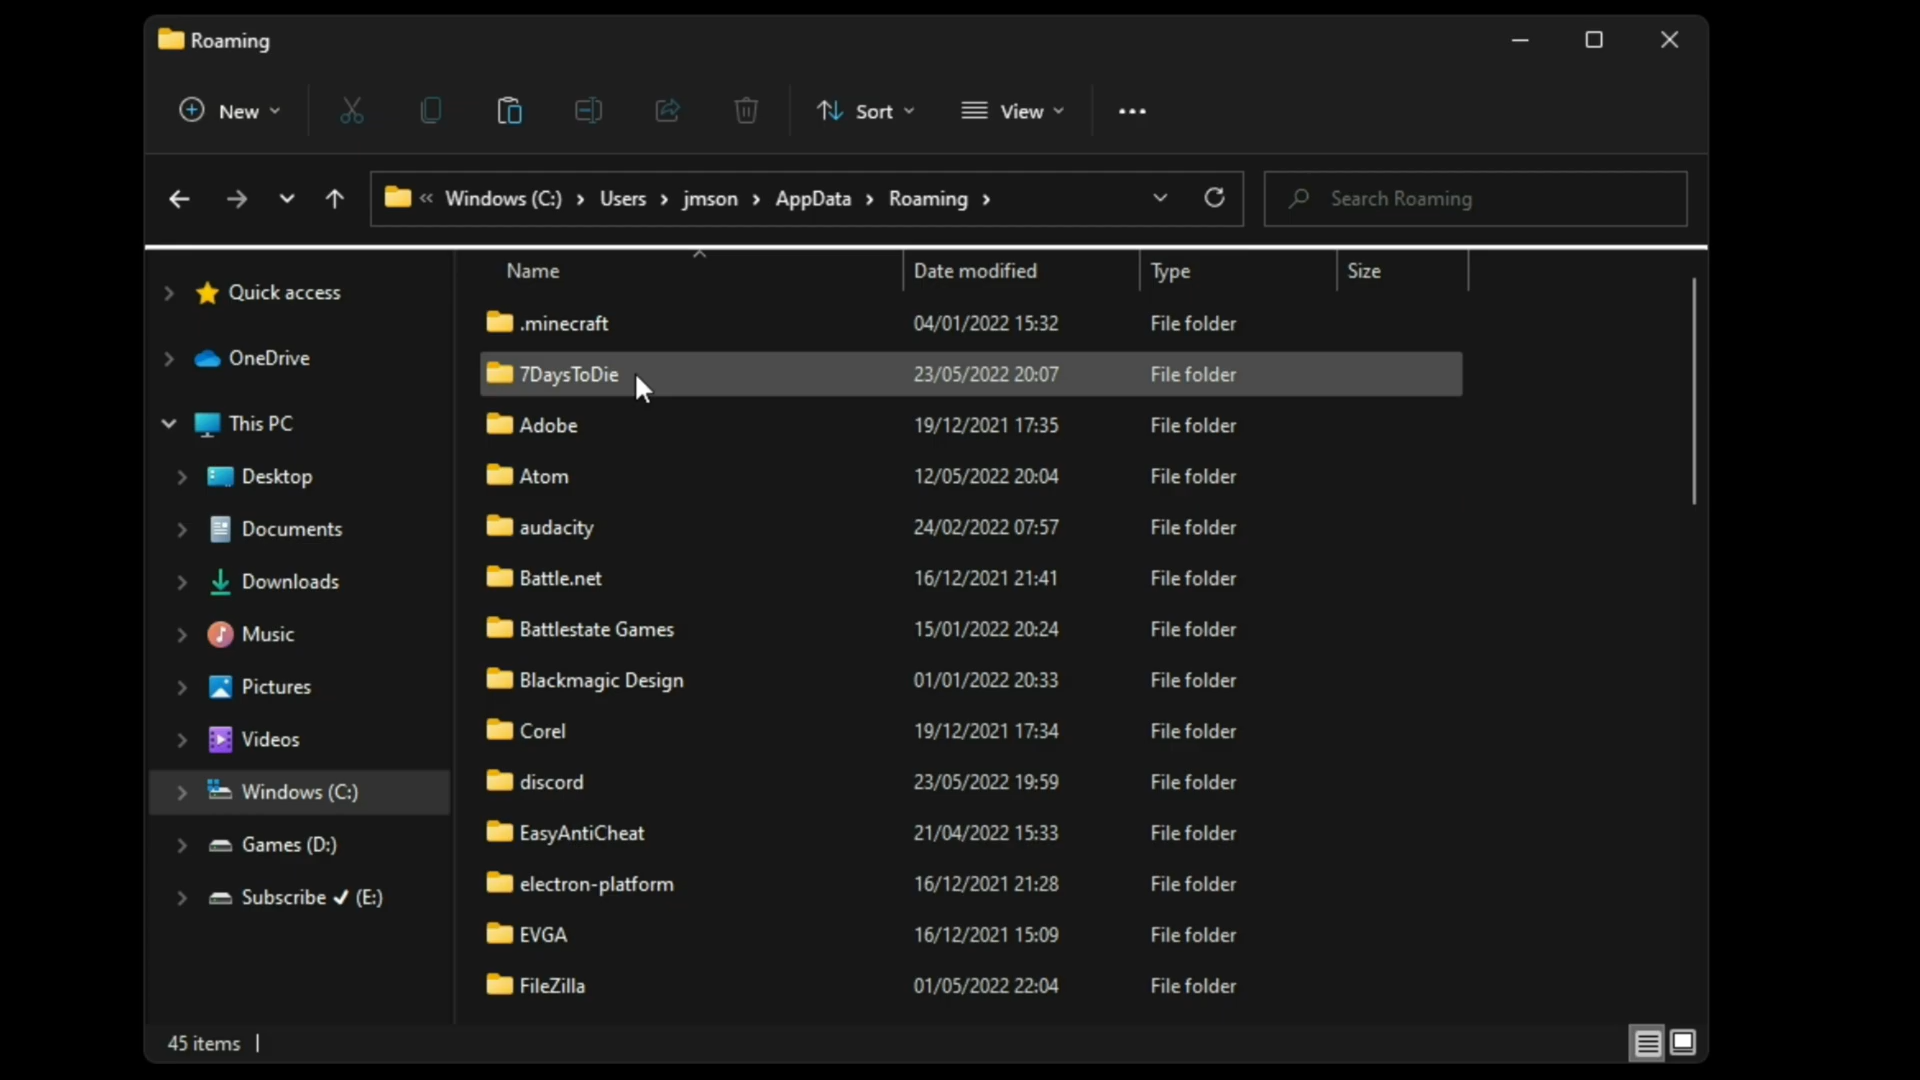 Roaming
New
Sort
View
« Windows (C:) › Users › jmson › AppData › Roaming ›
Search Roaming
Name Date modified Type Size
Quick access
OneDrive
This PC
Desktop
Documents
Downloads
Music
Pictures
Videos
Windows (C:)
Games (D:)
Subscribe ✓ (E:)
.minecraft 04/01/2022 15:32 File folder
7DaysToDie 23/05/2022 20:07 File folder
Adobe 19/12/2021 17:35 File folder
Atom 12/05/2022 20:04 File folder
audacity 24/02/2022 07:57 File folder
Battle.net 16/12/2021 21:41 File folder
Battlestate Games 15/01/2022 20:24 File folder
Blackmagic Design 01/01/2022 20:33 File folder
Corel 19/12/2021 17:34 File folder
discord 23/05/2022 19:59 File folder
EasyAntiCheat 21/04/2022 15:33 File folder
electron-platform 16/12/2021 21:28 File folder
EVGA 16/12/2021 15:09 File folder
FileZilla 01/05/2022 22:04 File folder
45 items